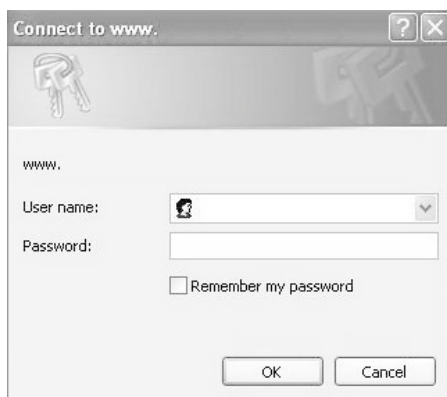 Connect to www.
www.
User name:
Password:
Remember my password
OK
Cancel